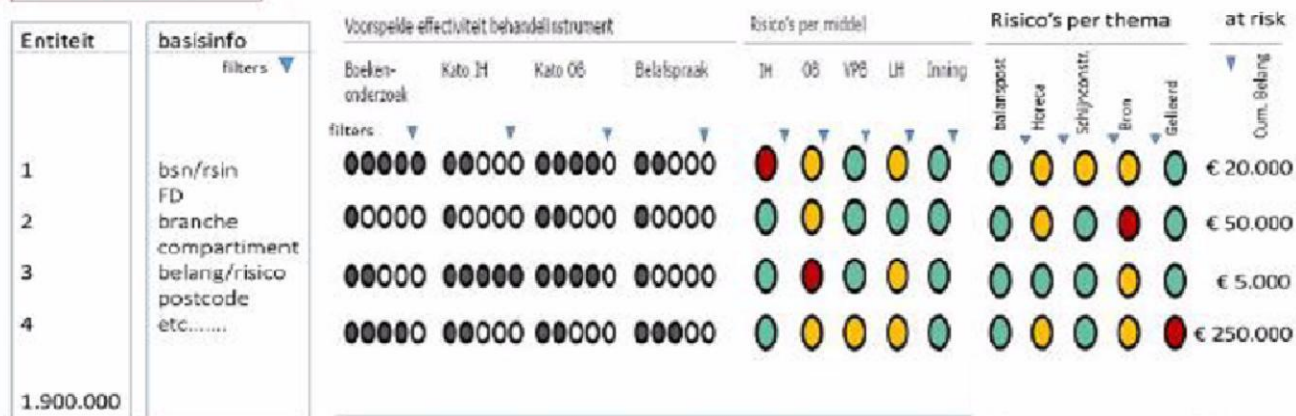 Entiteit
basisinfo
filters
Voorspelde effectiviteit behandelinstrument
Risico's per middel
Risico's per thema
at risk
Boeken-
onderzoek
Kato IH
Kato OB
Belafspraak
IH
OB
VPB
LH
Inning
balanspost
Horeca
Schijnconstr.
Bron
Gelieerd
Cum. Belang
filters
1
bsn/rsin
€ 20.000
FD
2
branche
€ 50.000
compartiment
3
belang/risico
€ 5.000
postcode
4
etc.......
€ 250.000
1.900.000